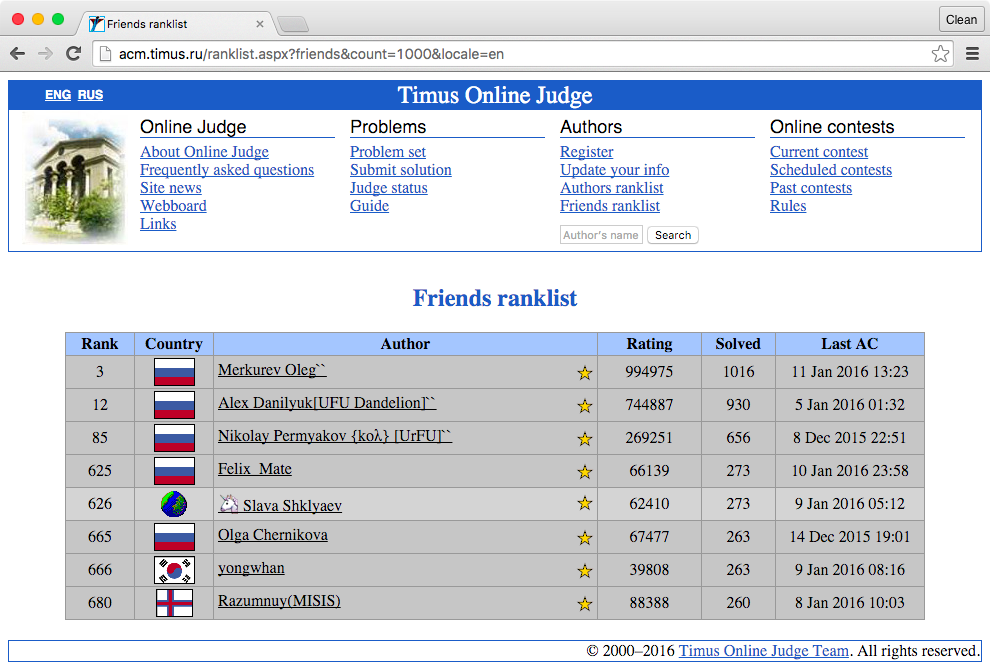 Friends ranklist
Clean
acm.timus.ru/ranklist.aspx?friends&count=1000&locale=en
ENG RUS
Timus Online Judge
Online Judge
About Online Judge
Frequently asked questions
Site news
Webboard
Links
Problems
Problem set
Submit solution
Judge status
Guide
Authors
Register
Update your info
Authors ranklist
Friends ranklist
Author's name Search
Online contests
Current contest
Scheduled contests
Past contests
Rules
Friends ranklist
Rank Country Author Rating Solved Last AC
3 Merkurev Oleg`` 994975 1016 11 Jan 2016 13:23
12 Alex Danilyuk[UFU Dandelion]`` 744887 930 5 Jan 2016 01:32
85 Nikolay Permyakov {koλ} [UrFU]`` 269251 656 8 Dec 2015 22:51
625 Felix_Mate 66139 273 10 Jan 2016 23:58
626 🦄 Slava Shklyaev 62410 273 9 Jan 2016 05:12
665 Olga Chernikova 67477 263 14 Dec 2015 19:01
666 yongwhan 39808 263 9 Jan 2016 08:16
680 Razumnuy(MISIS) 88388 260 8 Jan 2016 10:03
© 2000–2016 Timus Online Judge Team. All rights reserved.